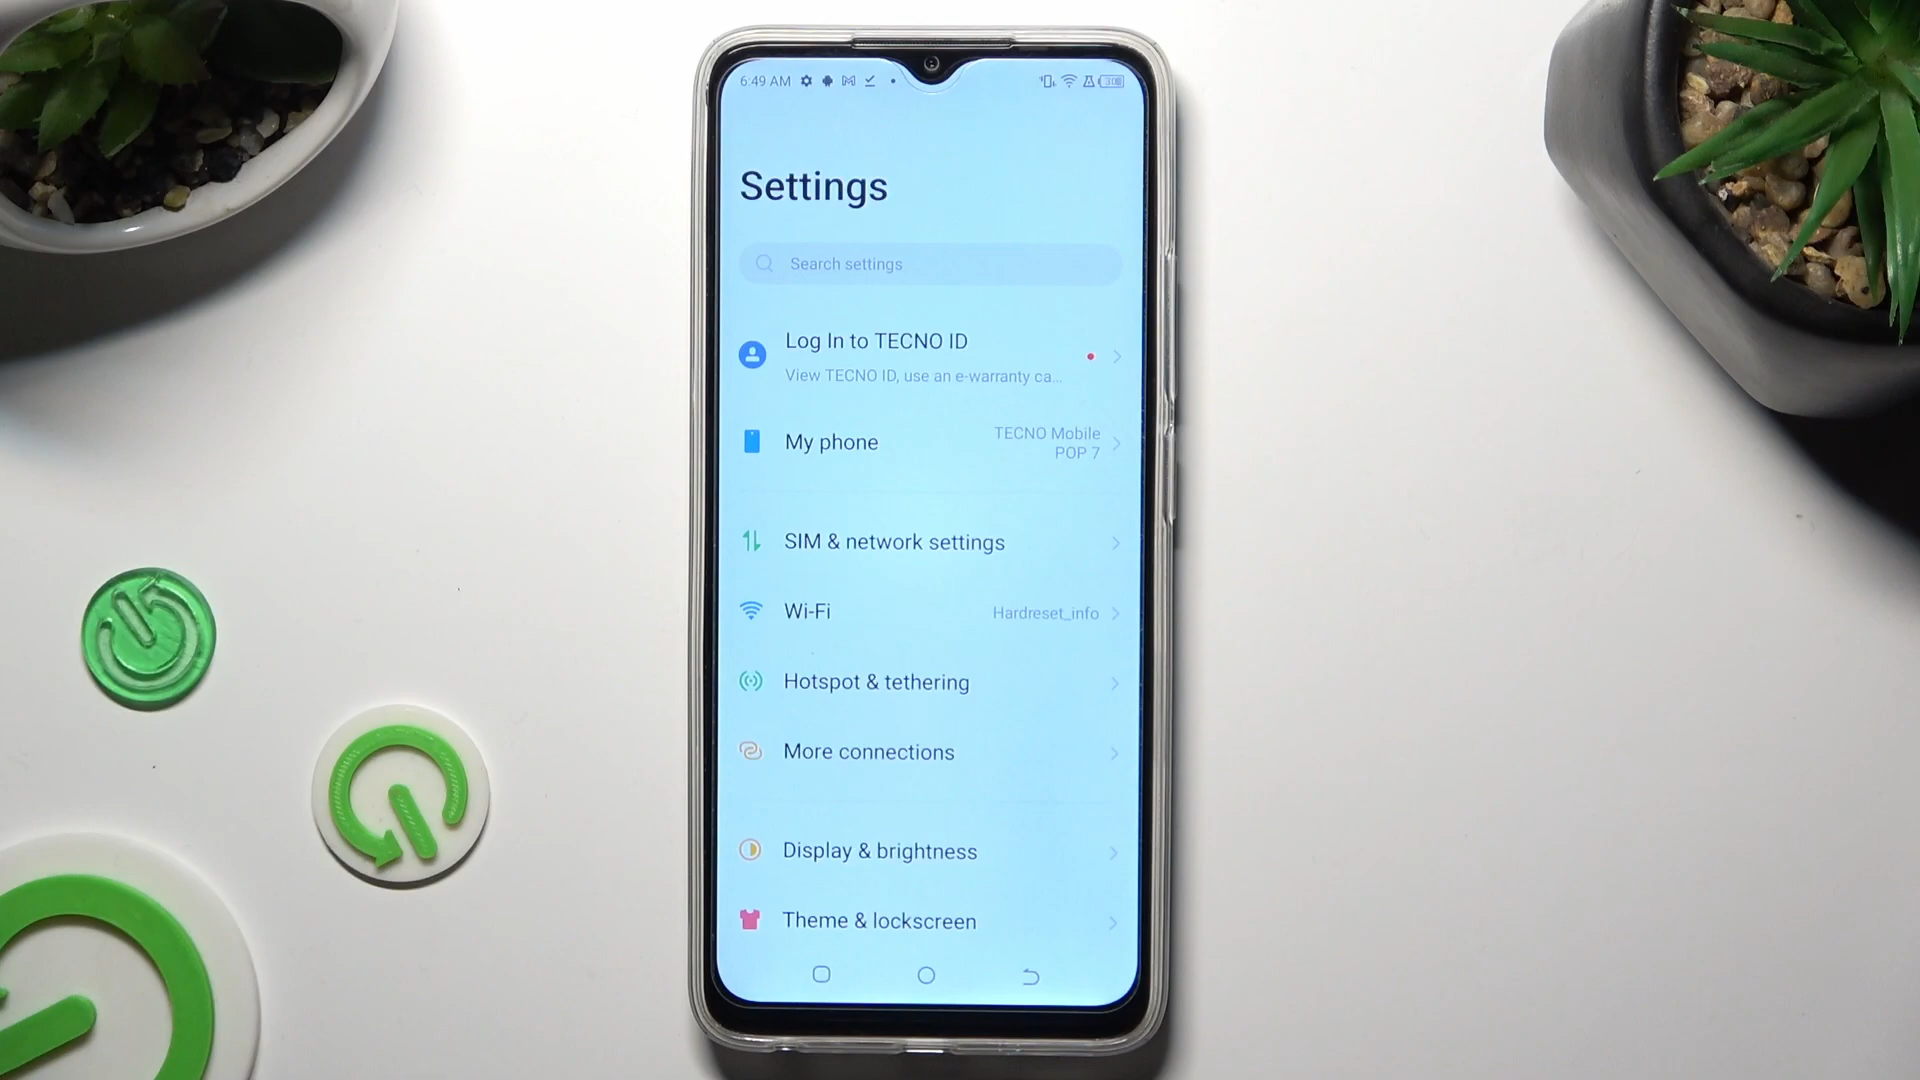 6:49 AM
Settings
Search settings
Log In to TECNO ID
View TECNO ID, use an e-warranty ca...
My phone
TECNO Mobile
POP 7
SIM & network settings
Wi-Fi
Hardreset_info
Hotspot & tethering
More connections
Display & brightness
Theme & lockscreen